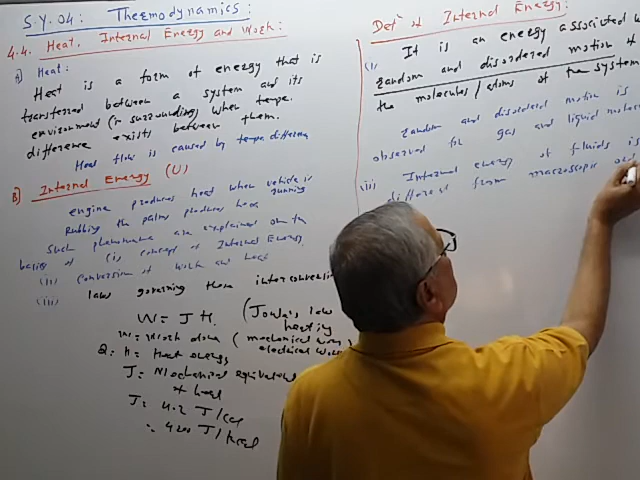 S.Y.04: Thermodynamics:
4.4. Heat, Internal Energy and Work:
A) Heat:
Heat is a form of energy that is
transferred between a system and its
environment (or surrounding) when tempe.
difference exists between them.
Heat flow is caused by tempe difference
B) Internal Energy (U)
engine produces heat when vehicle is running
Rubbing the palms produces heat
Such phenomena are explained on the
basis of (i) concept of Internal Energy
(ii) Conversion of work and heat
(iii) laws governing these interconversion
W = J H. (Joule's law
heating
W = Work done (mechanical work
electrical work
Q = H = Heat energy
J = Mechanical equivalent
of heat
J = 4.2 J/cal
= 4200 J/kcal
Defn of Internal Energy:
(i) It is an energy associated w
random and disordered motion of
the molecules/atoms of the system
Random and disordered motion is
observed for gas and liquid molec
(ii) Internal energy of fluids is
different from macroscopic